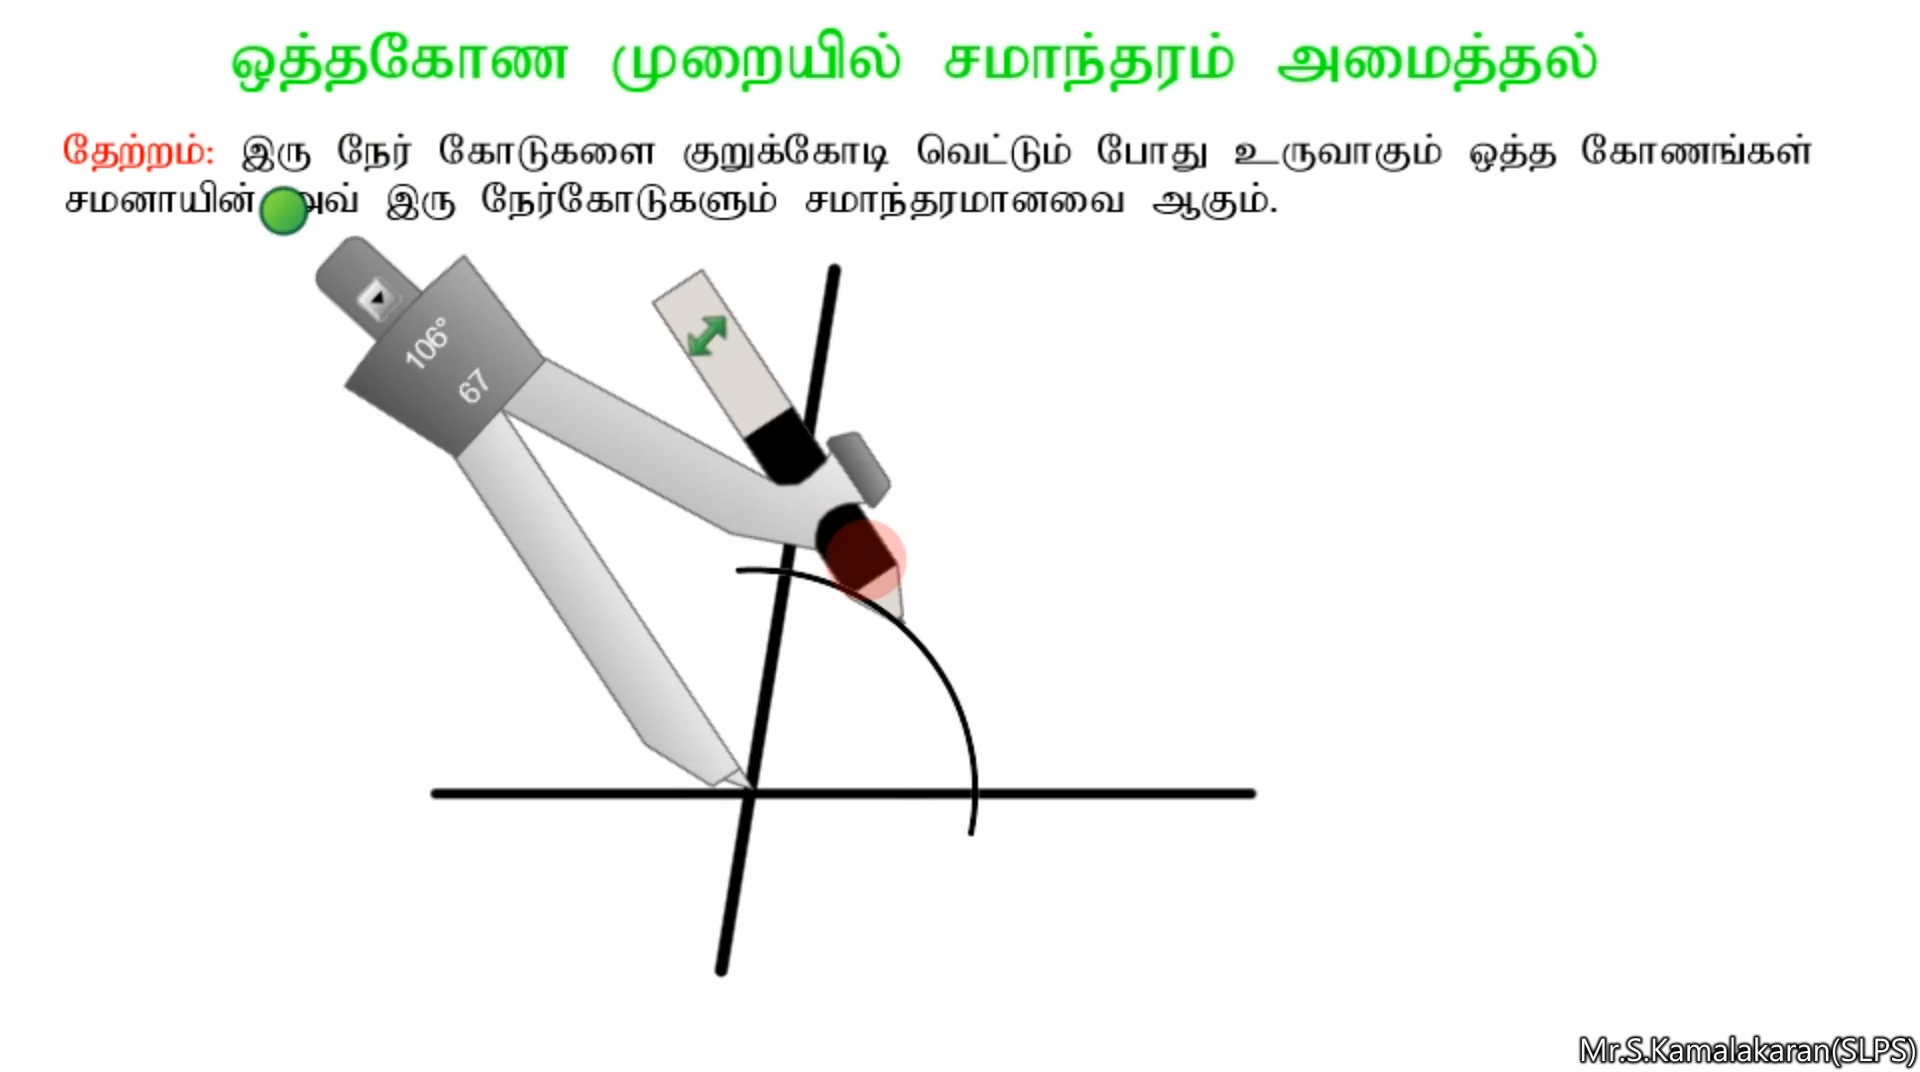 ஒத்தகோண முறையில் சமாந்தரம் அமைத்தல்
தேற்றம்: இரு நேர் கோடுகளை குறுக்கோடி வெட்டும் போது உருவாகும் ஒத்த கோணங்கள்
சமனாயின் அவ் இரு நேர்கோடுகளும் சமாந்தரமானவை ஆகும்.
106°
67
Mr.S.Kamalakaran(SLPS)